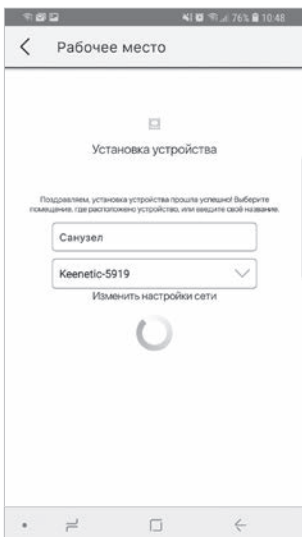 76% 10:48
Рабочее место
Установка устройства
Поздравляем, установка устройства прошла успешно! Выберите
помещение, где расположено устройство, или введите своё название.
Санузел
Keenetic-5919
Изменить настройки сети